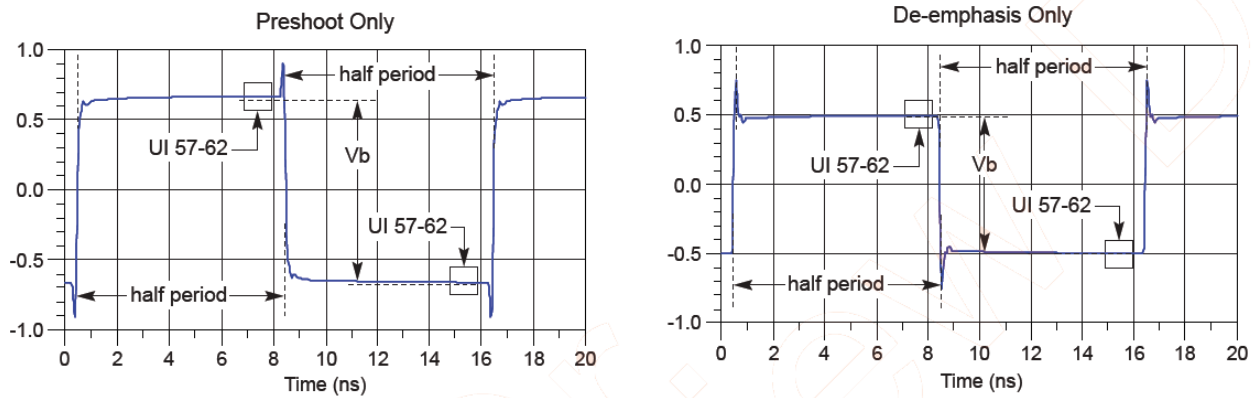 Preshoot Only
1.0
0.5
0.0
-0.5
-1.0
half period
UI 57-62
Vb
UI 57-62
half period
0 2 4 6 8 10 12 14 16 18 20
Time (ns)
De-emphasis Only
1.0
0.5
0.0
-0.5
-1.0
half period
UI 57-62
Vb
UI 57-62
half period
0 2 4 6 8 10 12 14 16 18 20
Time (ns)